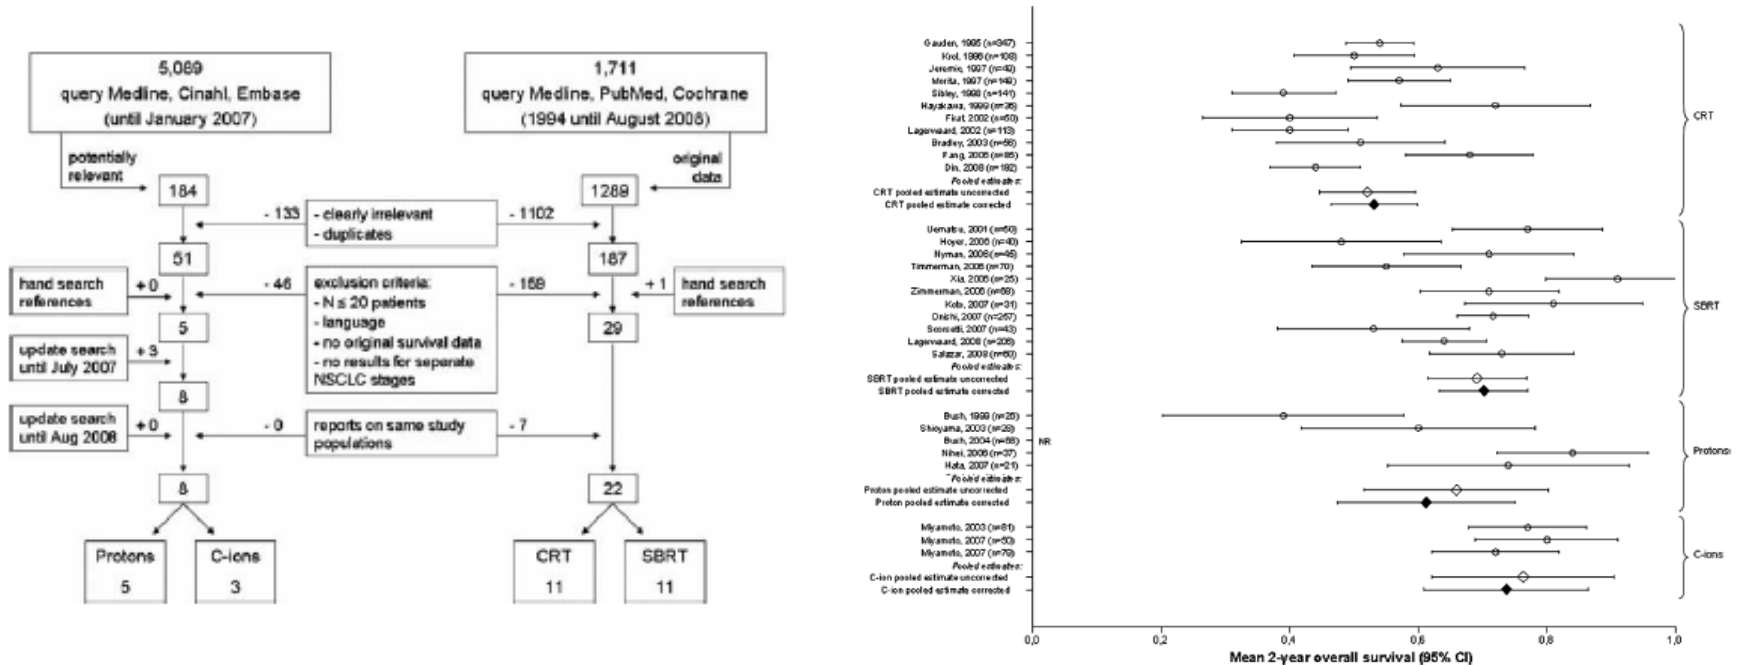 5,089
query Medline, Cinahl, Embase
(until January 2007)
1,711
query Medline, PubMed, Cochrane
(1994 until August 2008)
potentially
relevant
original
data
184
1289
- 133
- clearly irrelevant
- duplicates
- 1102
51
187
hand search
references
+0
- 46
exclusion criteria:
- N ≤ 20 patients
- language
- no original survival data
- no results for separate
NSCLC stages
- 159
+ 1
hand search
references
5
29
update search
until July 2007
+ 3
8
update search
until Aug 2008
+0
- 0
reports on same study
populations
- 7
8
22
Protons
5
C-ions
3
CRT
11
SBRT
11
Gauden, 1995 (n=347)
Krol, 1996 (n=108)
Jeremic, 1997 (n=49)
Morita, 1997 (n=149)
Sibley, 1998 (n=141)
Hayakawa, 1999 (n=36)
Firat, 2002 (n=50)
Lagerwaard, 2002 (n=113)
Bradley, 2003 (n=56)
Fang, 2006 (n=85)
Din, 2008 (n=182)
Pooled estimates:
CRT pooled estimate uncorrected
CRT pooled estimate corrected
CRT
Uematsu, 2001 (n=50)
Hoyer, 2006 (n=40)
Nyman, 2006 (n=45)
Timmerman, 2006 (n=70)
Xia, 2006 (n=25)
Zimmerman, 2006 (n=68)
Koto, 2007 (n=31)
Onishi, 2007 (n=257)
Scorsetti, 2007 (n=43)
Lagerwaard, 2008 (n=206)
Salazar, 2008 (n=60)
Pooled estimates:
SBRT pooled estimate uncorrected
SBRT pooled estimate corrected
SBRT
Bush, 1999 (n=25)
Shioyama, 2003 (n=28)
Bush, 2004 (n=68)
NR
Nihei, 2006 (n=37)
Hata, 2007 (n=21)
Pooled estimates:
Proton pooled estimate uncorrected
Proton pooled estimate corrected
Protons
Miyamoto, 2003 (n=81)
Miyamoto, 2007 (n=50)
Miyamoto, 2007 (n=79)
Pooled estimates:
C-ion pooled estimate uncorrected
C-ion pooled estimate corrected
C-ions
0,0
0,2
0,4
0,6
0,8
1,0
Mean 2-year overall survival (95% CI)